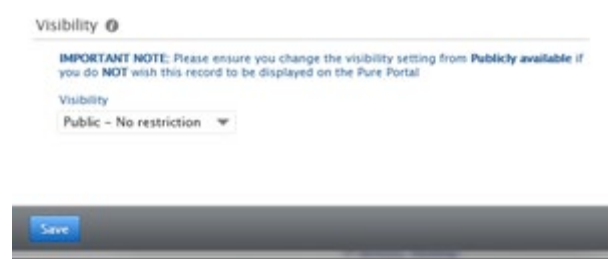 Visibility
IMPORTANT NOTE: Please ensure you change the visibility setting from Publicly available if
you do NOT wish this record to be displayed on the Pure Portal
Visibility
Public – No restriction
Save